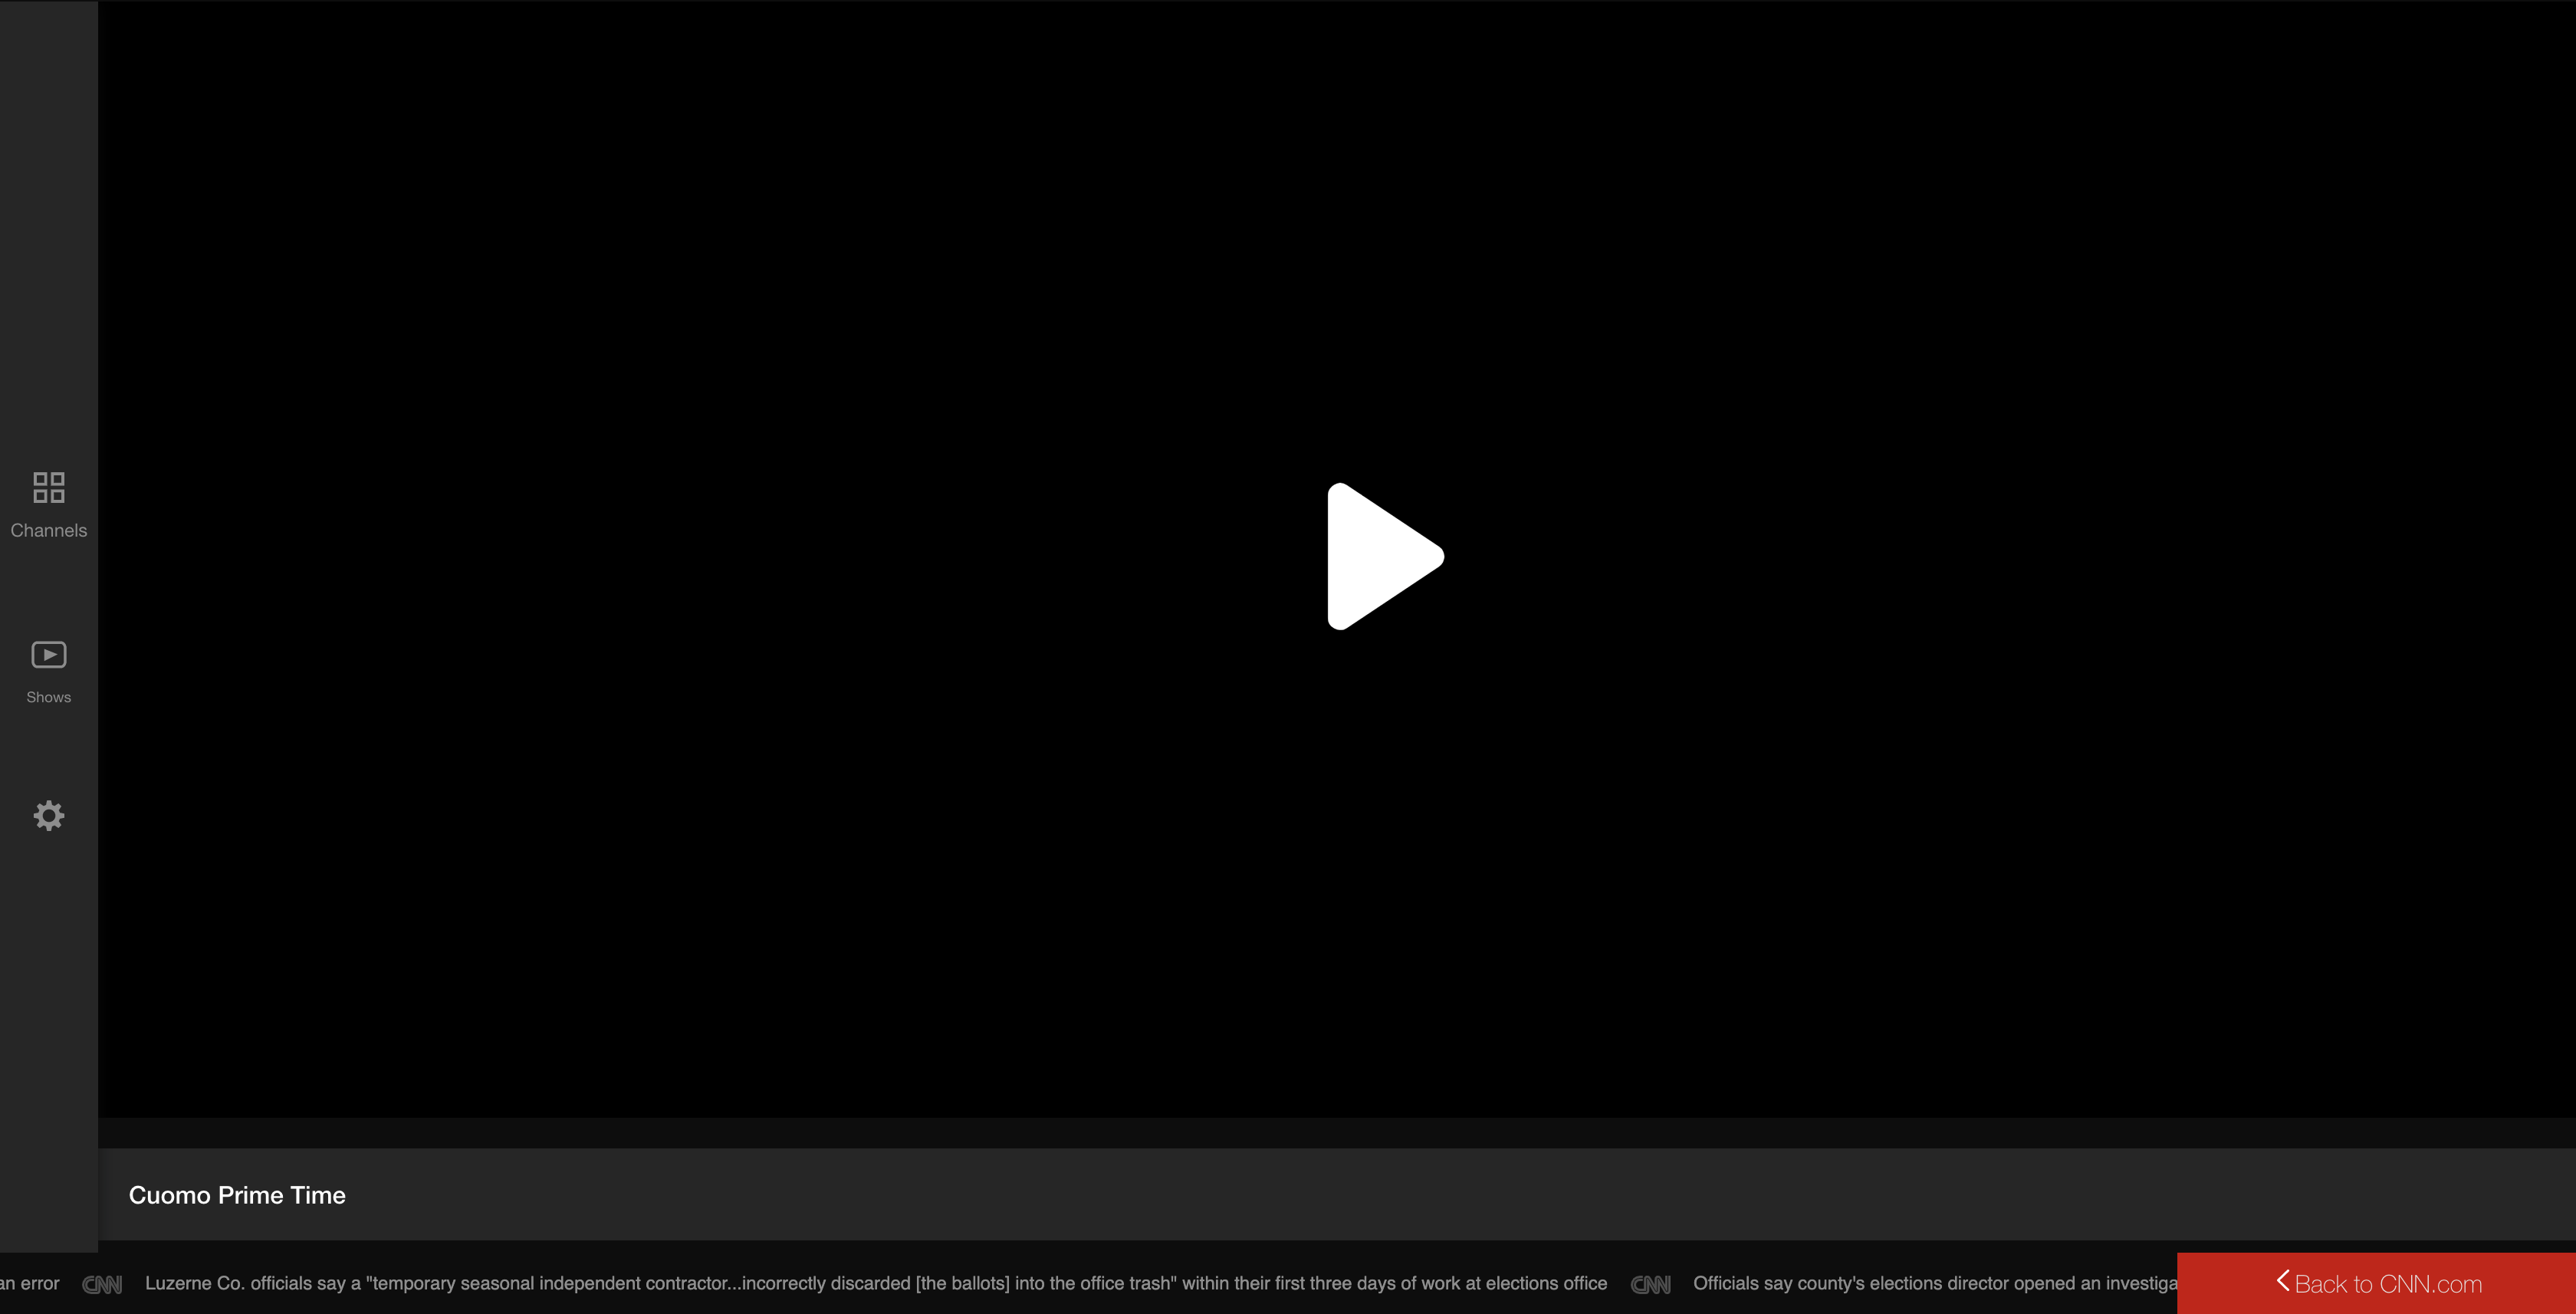 Channels
Shows
Cuomo Prime Time
an error CNN Luzerne Co. officials say a "temporary seasonal independent contractor...incorrectly discarded [the ballots] into the office trash" within their first three days of work at elections office CNN Officials say county's elections director opened an investiga
Back to CNN.com